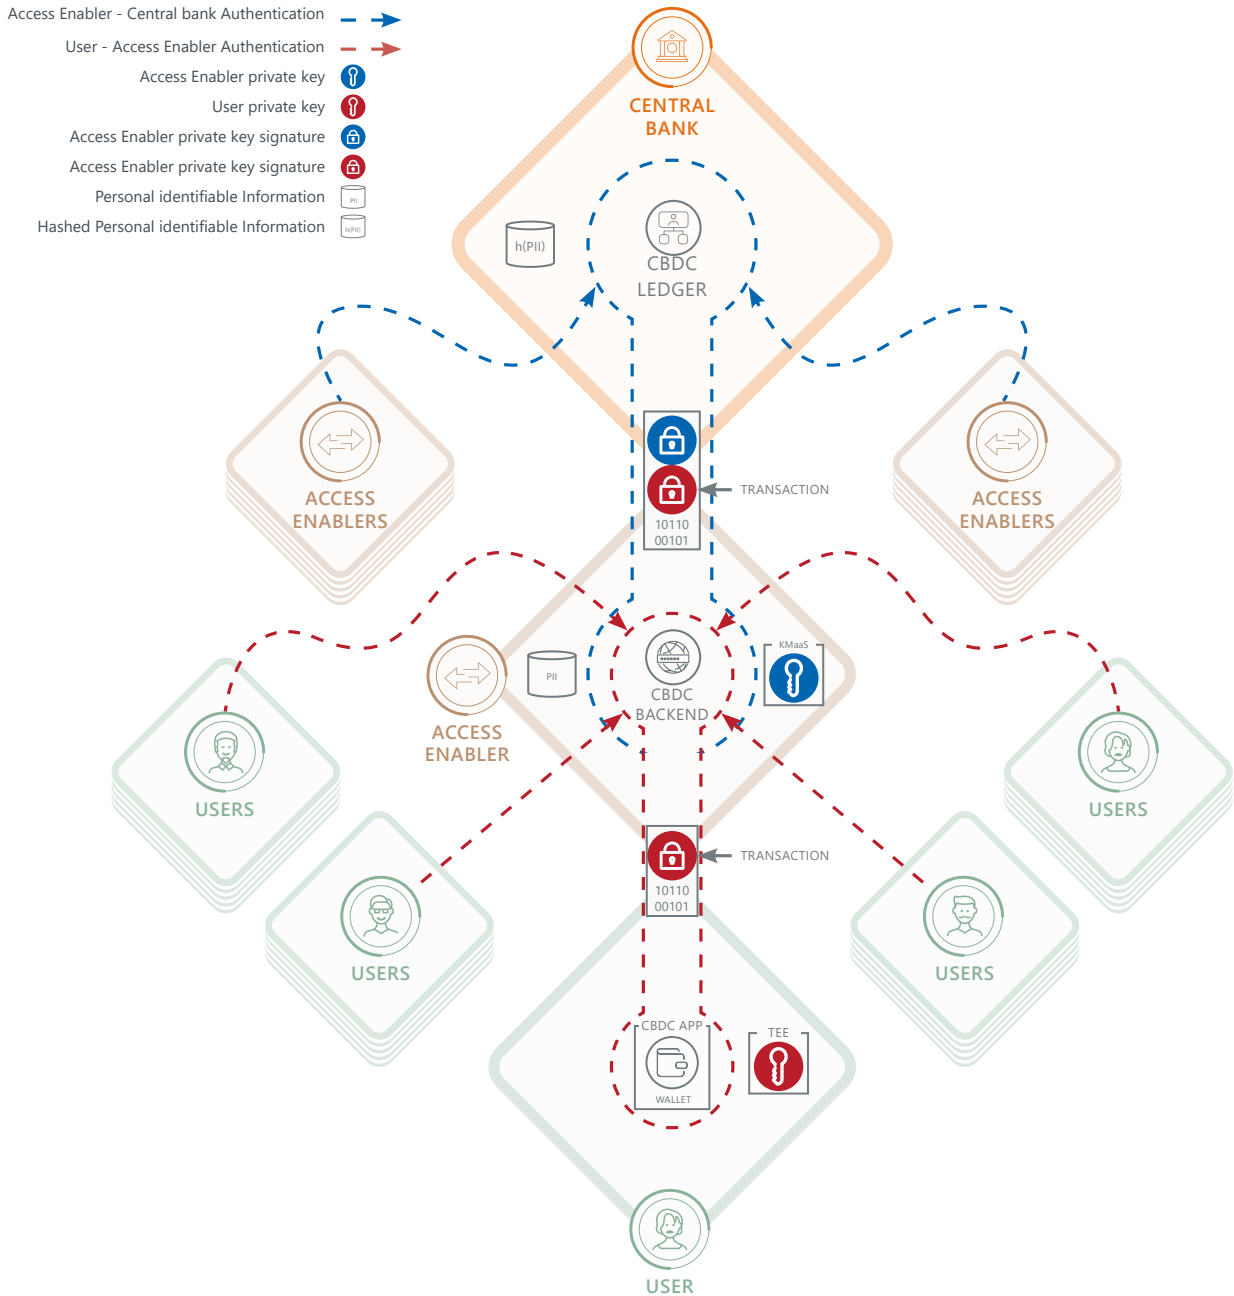 Access Enabler - Central bank Authentication
User - Access Enabler Authentication
Access Enabler private key
User private key
Access Enabler private key signature
Access Enabler private key signature
Personal identifiable Information
PII
Hashed Personal identifiable Information
h(PII)
CENTRAL
BANK
h(PII)
CBDC
LEDGER
ACCESS
ENABLERS
ACCESS
ENABLERS
TRANSACTION
10110
00101
KMaaS
PII
CBDC
BACKEND
ACCESS
ENABLER
USERS
USERS
TRANSACTION
10110
00101
USERS
USERS
CBDC APP
WALLET
TEE
USER